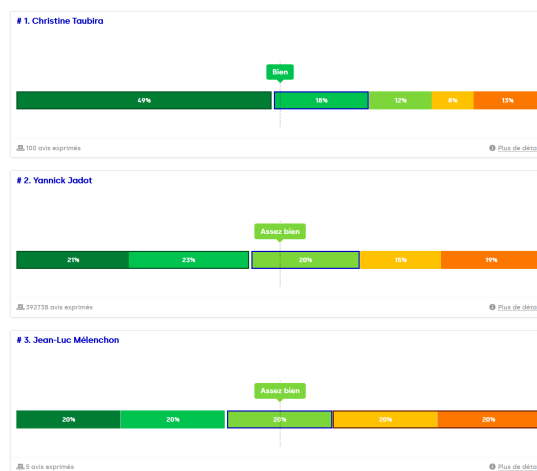 # 1. Christine Taubira
Bien
49% 18% 12% 8% 13%
100 avis exprimés Plus de déta
# 2. Yannick Jadot
Assez bien
21% 23% 20% 15% 19%
392738 avis exprimés Plus de déta
# 3. Jean-Luc Mélenchon
Assez bien
20% 20% 20% 20% 20%
5 avis exprimés Plus de déta